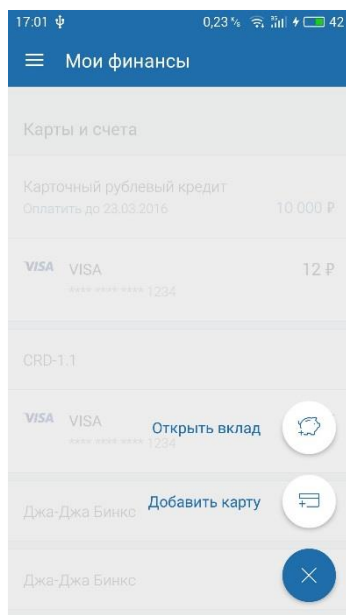 17:01 0,23 ᴷ/s 42
Мои финансы
Карты и счета
Карточный рублевый кредит
Оплатить до 23.03.2016 10 000 ₽
VISA VISA 12 ₽
**** **** **** 1234
CRD-1.1
VISA VISA
**** **** **** 1234
Открыть вклад
Джа-Джа Бинкс
Добавить карту
Джа-Джа Бинкс